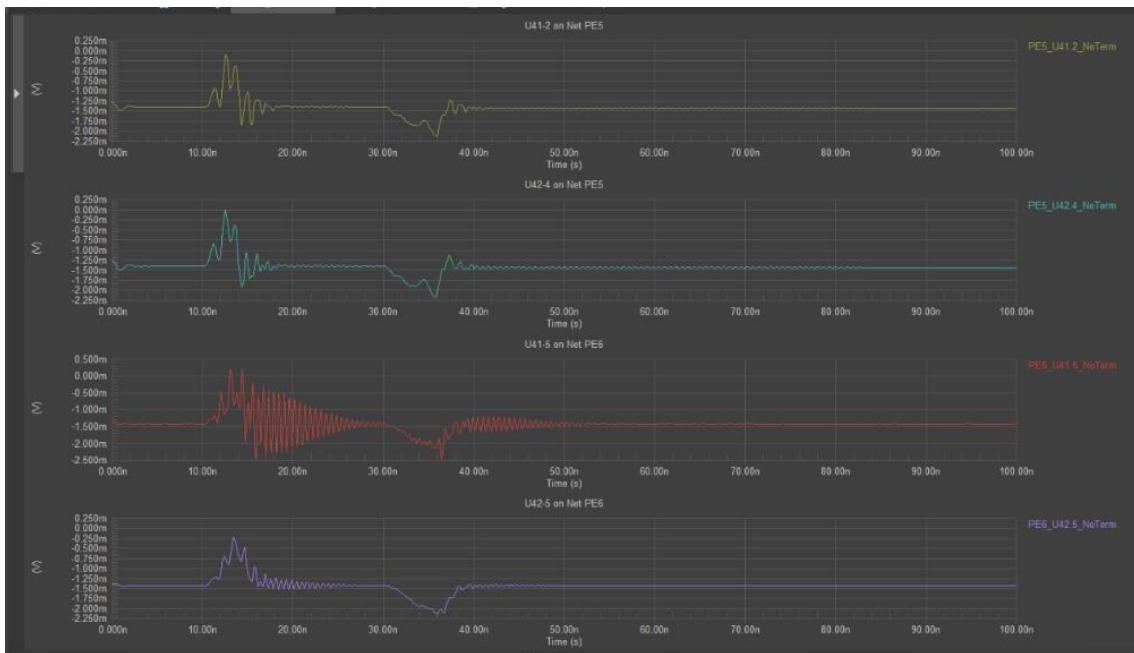 U41-2 on Net PE5
PE5_U41.2_NoTerm
0.250m
0.000m
-0.250m
-0.500m
-0.750m
-1.000m
-1.250m
-1.500m
-1.750m
-2.000m
-2.250m
(V)
0.000n 10.00n 20.00n 30.00n 40.00n 50.00n 60.00n 70.00n 80.00n 90.00n 100.00n
Time (s)
U42-4 on Net PE5
PE5_U42.4_NoTerm
0.250m
0.000m
-0.250m
-0.500m
-0.750m
-1.000m
-1.250m
-1.500m
-1.750m
-2.000m
-2.250m
(V)
0.000n 10.00n 20.00n 30.00n 40.00n 50.00n 60.00n 70.00n 80.00n 90.00n 100.00n
Time (s)
U41-5 on Net PE6
PE6_U41.5_NoTerm
0.500m
0.000m
-0.500m
-1.000m
-1.500m
-2.000m
-2.500m
(V)
0.000n 10.00n 20.00n 30.00n 40.00n 50.00n 60.00n 70.00n 80.00n 90.00n 100.00n
Time (s)
U42-5 on Net PE6
PE6_U42.5_NoTerm
0.250m
0.000m
-0.250m
-0.500m
-0.750m
-1.000m
-1.250m
-1.500m
-1.750m
-2.000m
-2.250m
(V)
0.000n 10.00n 20.00n 30.00n 40.00n 50.00n 60.00n 70.00n 80.00n 90.00n 100.00n
Time (s)